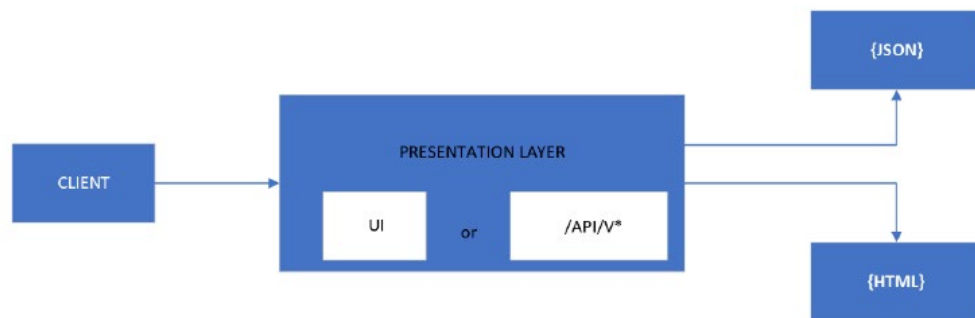 {JSON}
PRESENTATION LAYER
CLIENT
UI
or
/API/V*
{HTML}